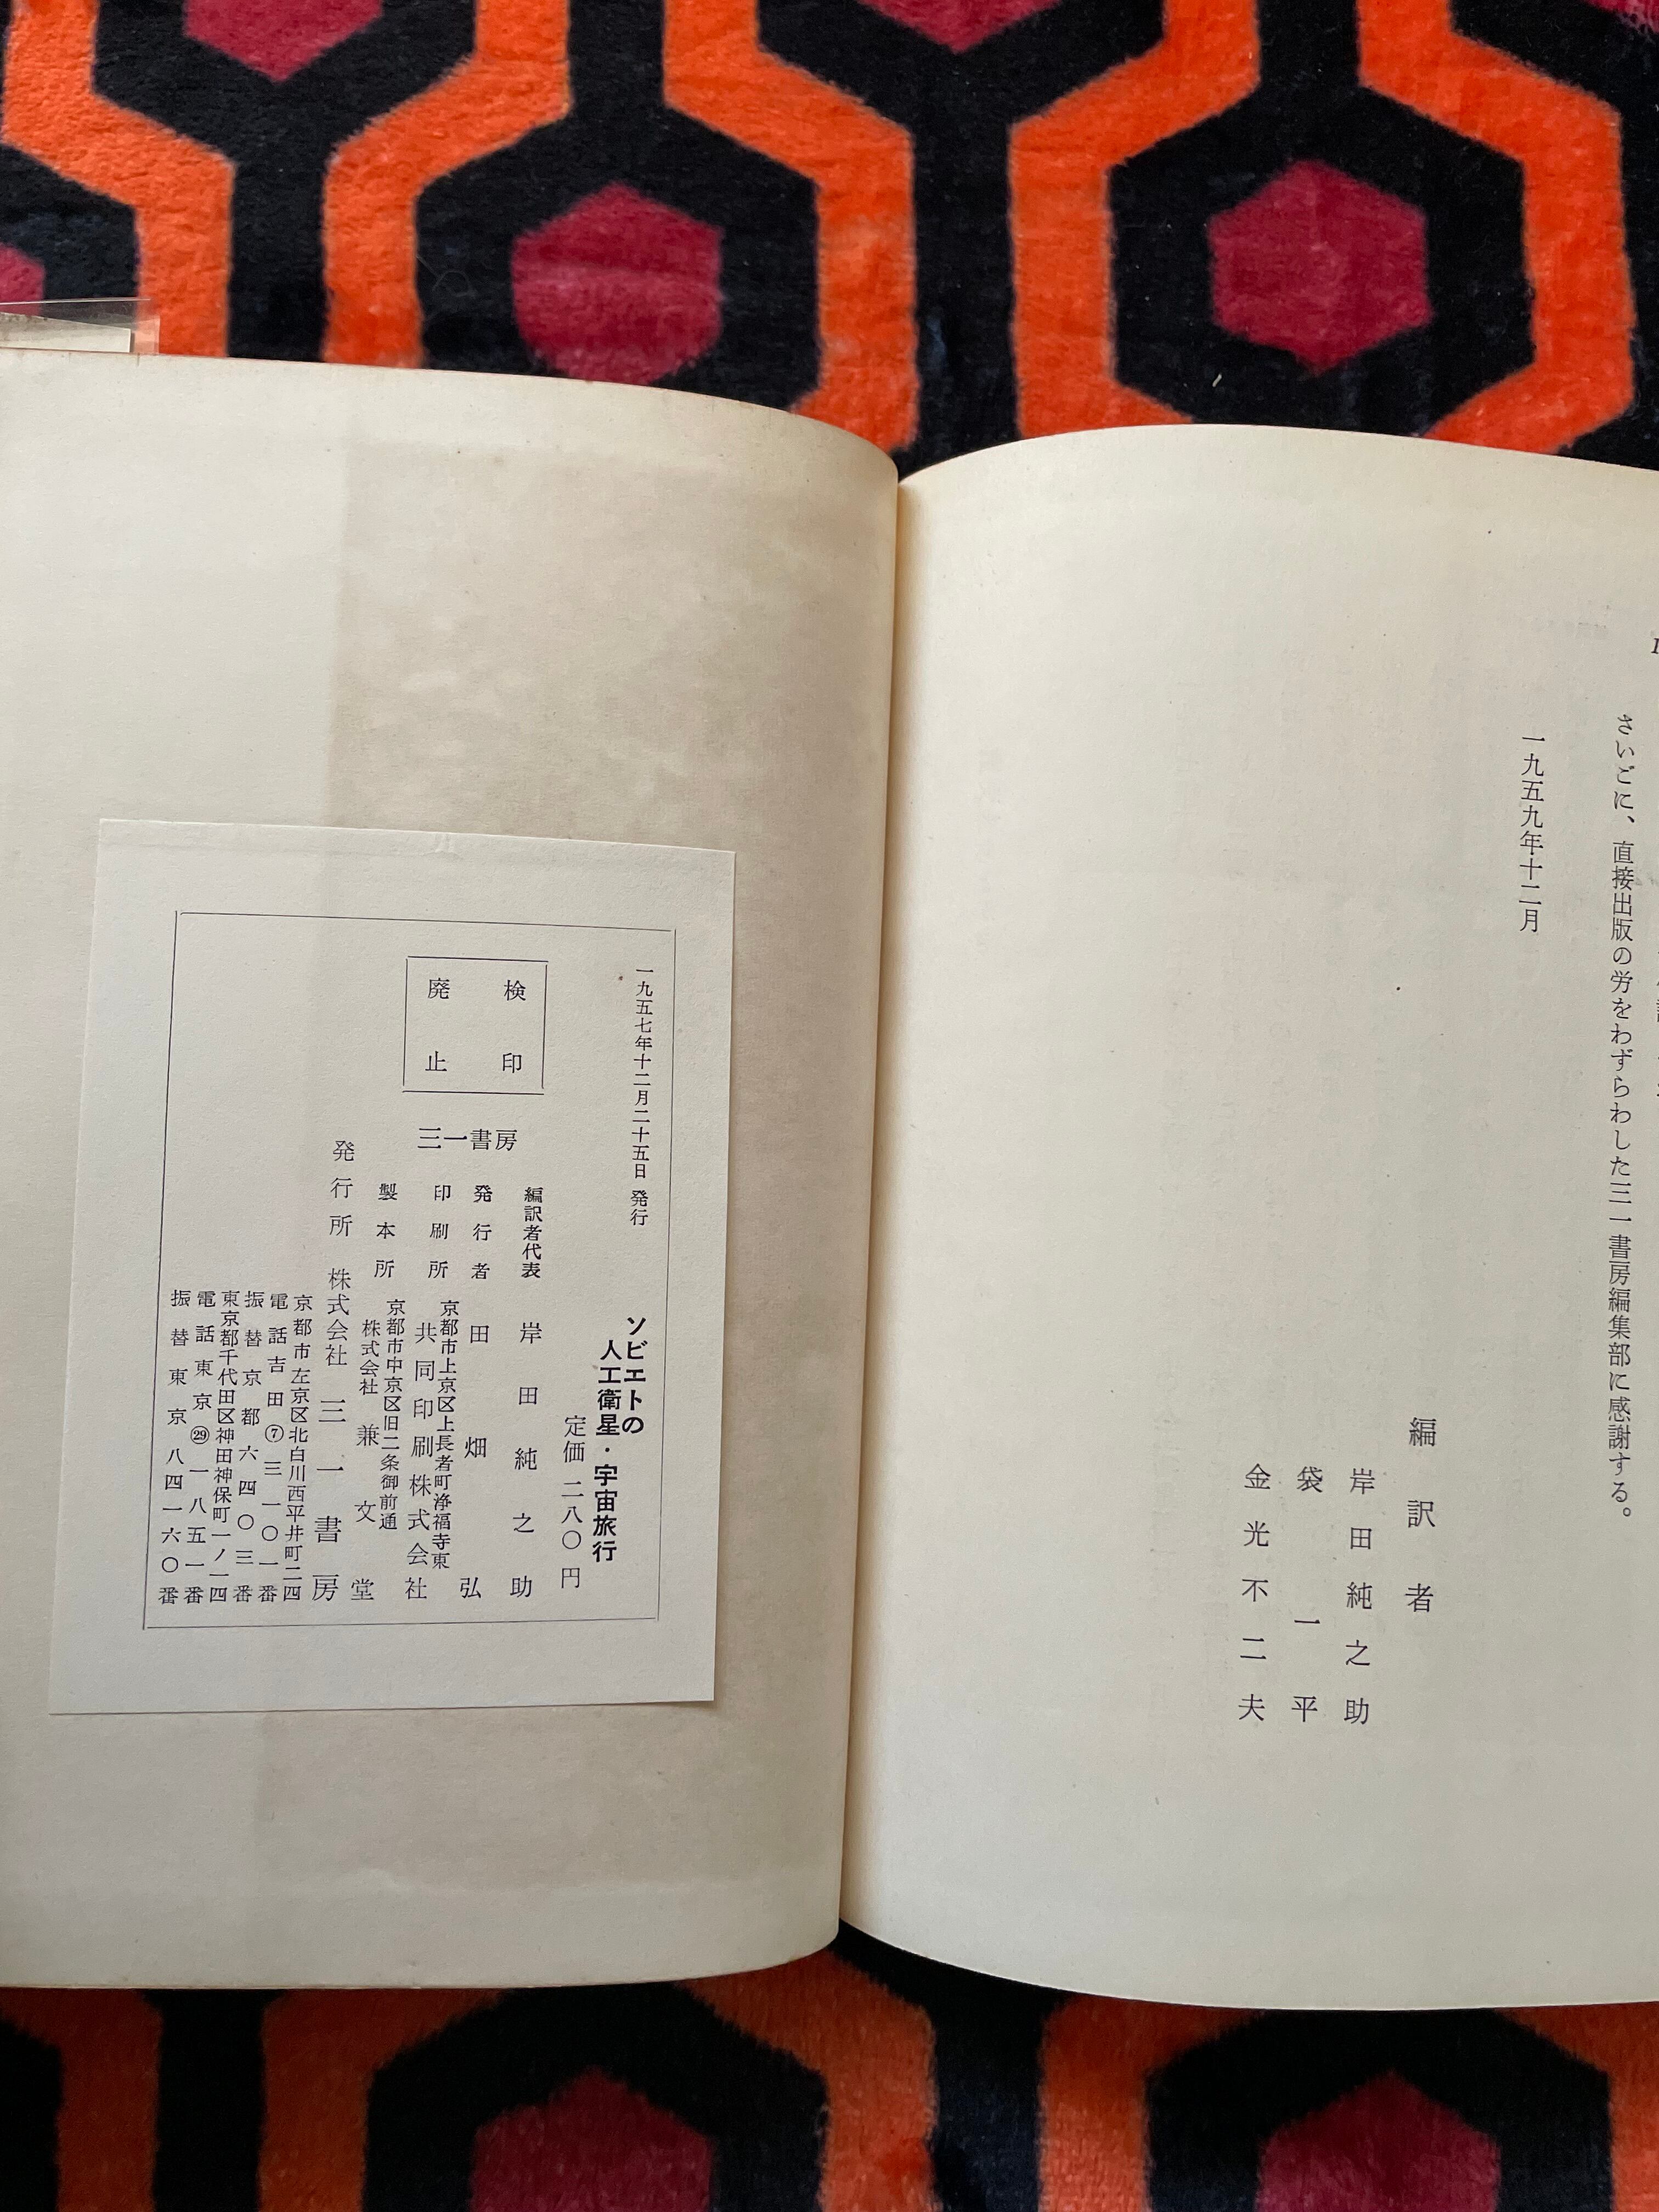 さいごに、直接出版の労をわずらわした三一書房編集部に感謝する。
一九五九年十二月
編訳者
岸田純之助
袋一平
金光不二夫
一九五七年十二月二十五日 発行
ソビエトの
人工衛星・宇宙旅行
定価 二八〇円
検印
廃止
三一書房
編訳者代表 岸田純之助
発行者 田畑弘
京都市上京区上長者町浄福寺東
印刷所 共同印刷株式会社
京都市中京区旧二条御前通
製本所 株式会社 兼文堂
発行所 株式会社 三一書房
京都市左京区北白川西平井町二四
電話吉田⑦三一〇一番
振替京都六四〇三番
東京都千代田区神田神保町一ノ一四
電話東京㉙一八五一番
振替東京八四一六〇番